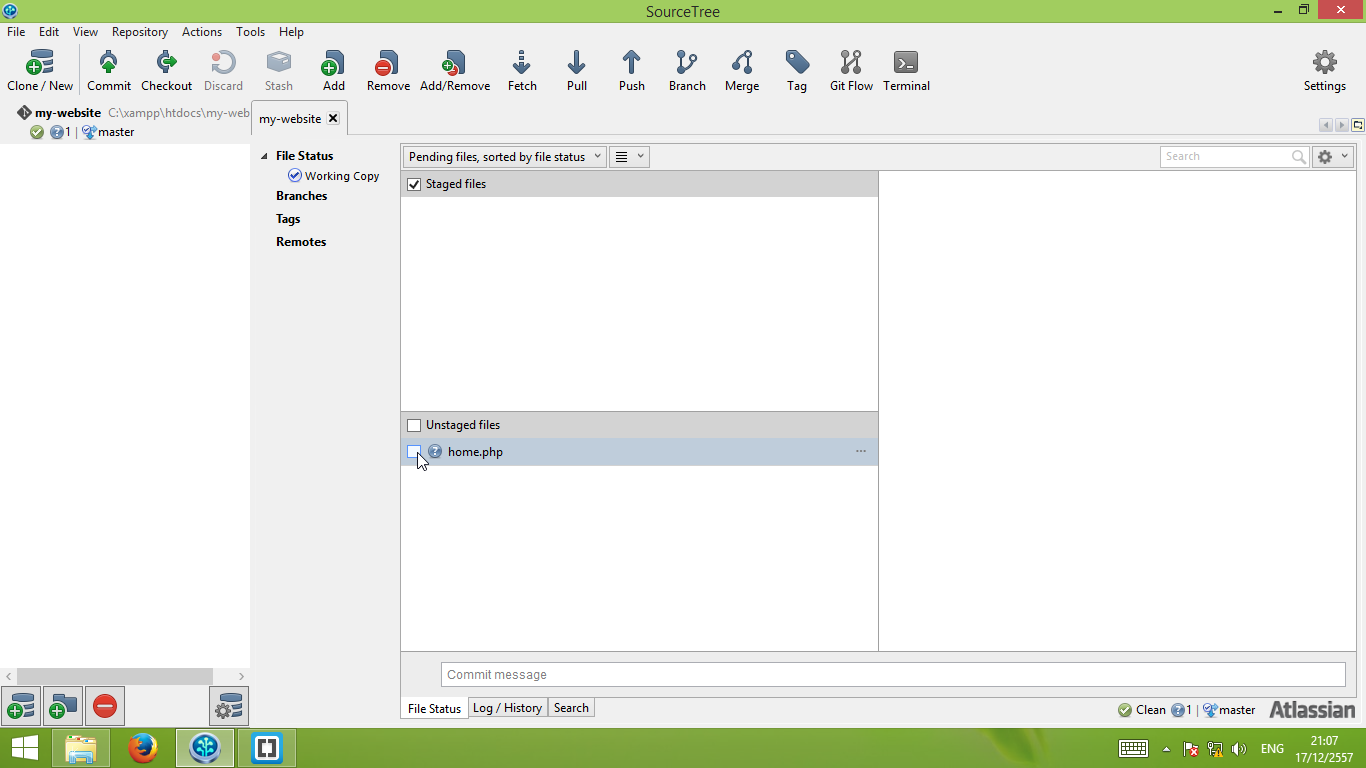 SourceTree
File Edit View Repository Actions Tools Help
Clone / New Commit Checkout Discard Stash Add Remove Add/Remove Fetch Pull Push Branch Merge Tag Git Flow Terminal Settings
my-website C:\xampp\htdocs\my-web
1 | master
my-website
File Status
Working Copy
Branches
Tags
Remotes
Pending files, sorted by file status
Search
Staged files
Unstaged files
home.php
Commit message
File Status Log / History Search
Clean 1 | master Atlassian
ENG
21:07
17/12/2557